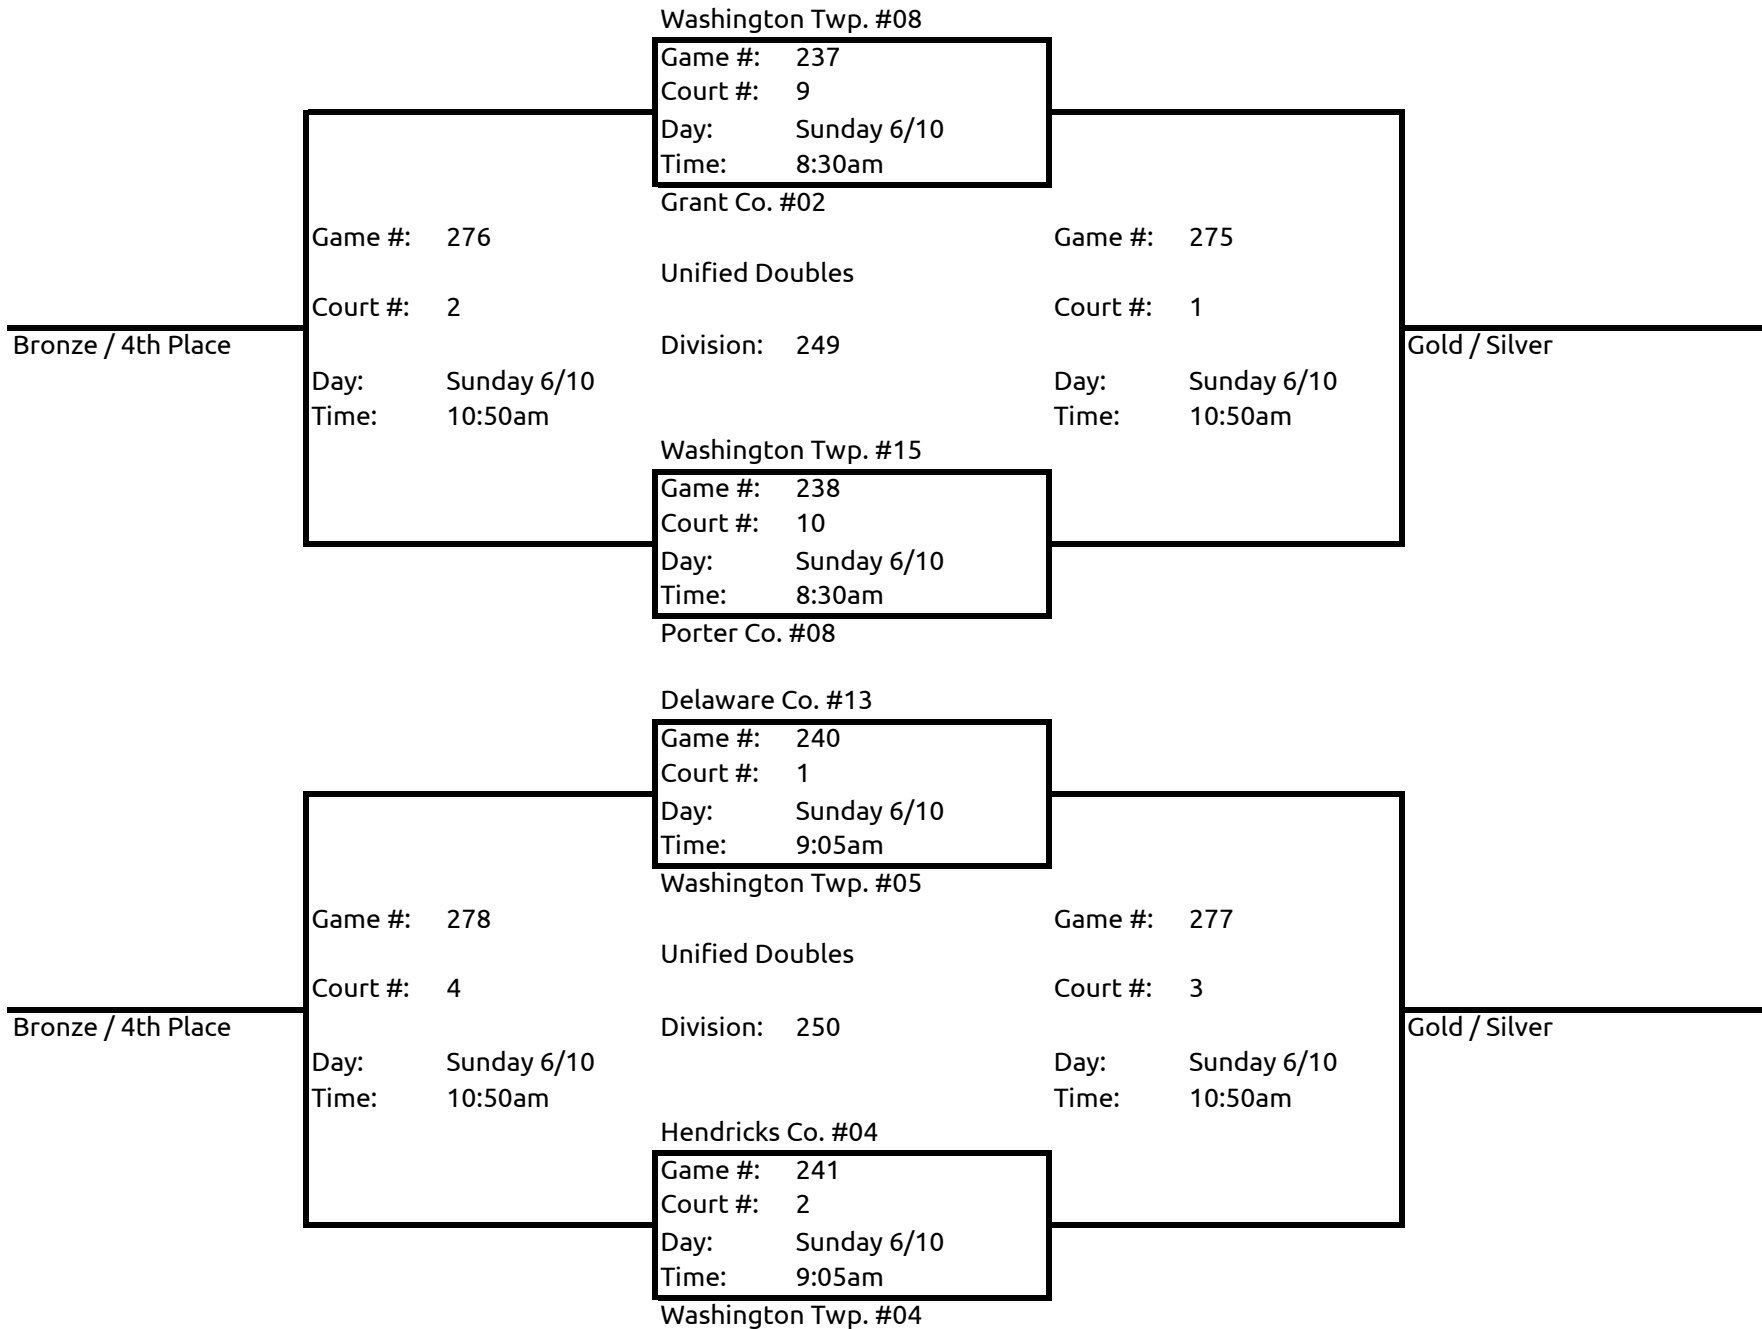 Washington Twp. #08
Game #: 237
Court #: 9
Day: Sunday 6/10
Time: 8:30am
Grant Co. #02
Game #: 276
Game #: 275
Unified Doubles
Court #: 2
Court #: 1
Bronze / 4th Place
Division: 249
Gold / Silver
Day: Sunday 6/10
Day: Sunday 6/10
Time: 10:50am
Time: 10:50am
Washington Twp. #15
Game #: 238
Court #: 10
Day: Sunday 6/10
Time: 8:30am
Porter Co. #08
Delaware Co. #13
Game #: 240
Court #: 1
Day: Sunday 6/10
Time: 9:05am
Washington Twp. #05
Game #: 278
Game #: 277
Unified Doubles
Court #: 4
Court #: 3
Bronze / 4th Place
Division: 250
Gold / Silver
Day: Sunday 6/10
Day: Sunday 6/10
Time: 10:50am
Time: 10:50am
Hendricks Co. #04
Game #: 241
Court #: 2
Day: Sunday 6/10
Time: 9:05am
Washington Twp. #04